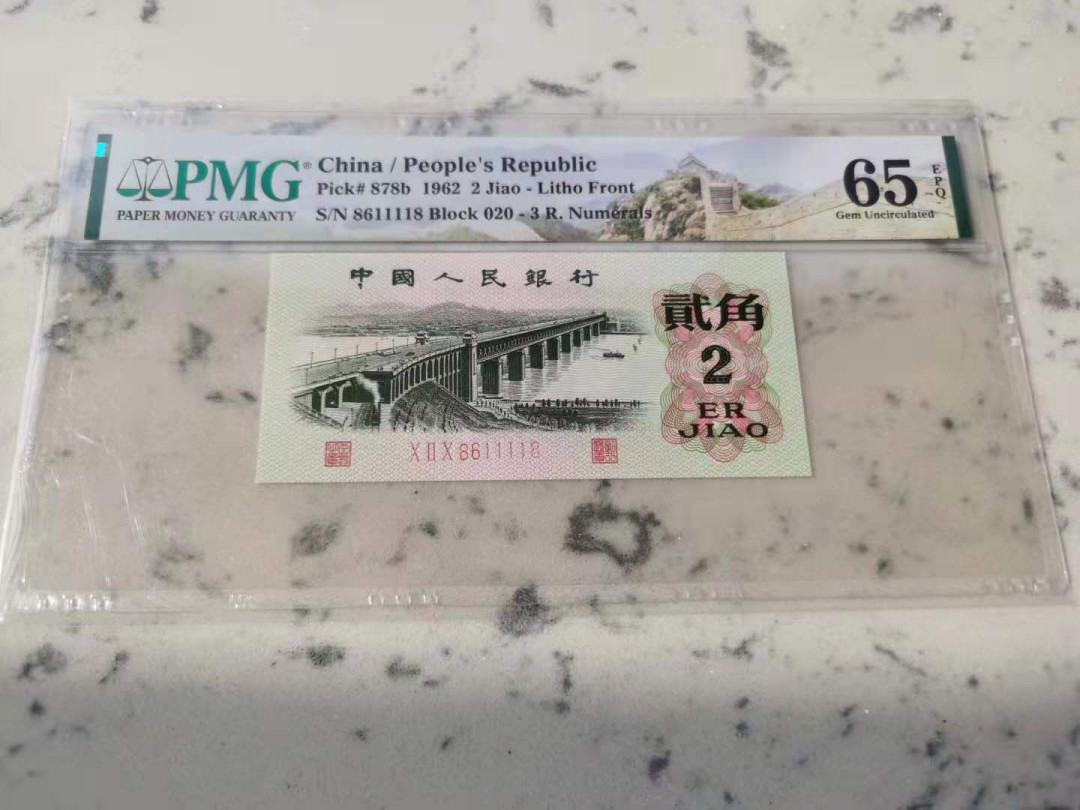 PMG®
PAPER MONEY GUARANTY
China / People's Republic
Pick# 878b 1962 2 Jiao - Litho Front
S/N 8611118 Block 020 - 3 R. Numerals
65 EPQ
Gem Uncirculated
中國人民銀行
貳角
2
ER
JIAO
X II X 8611118